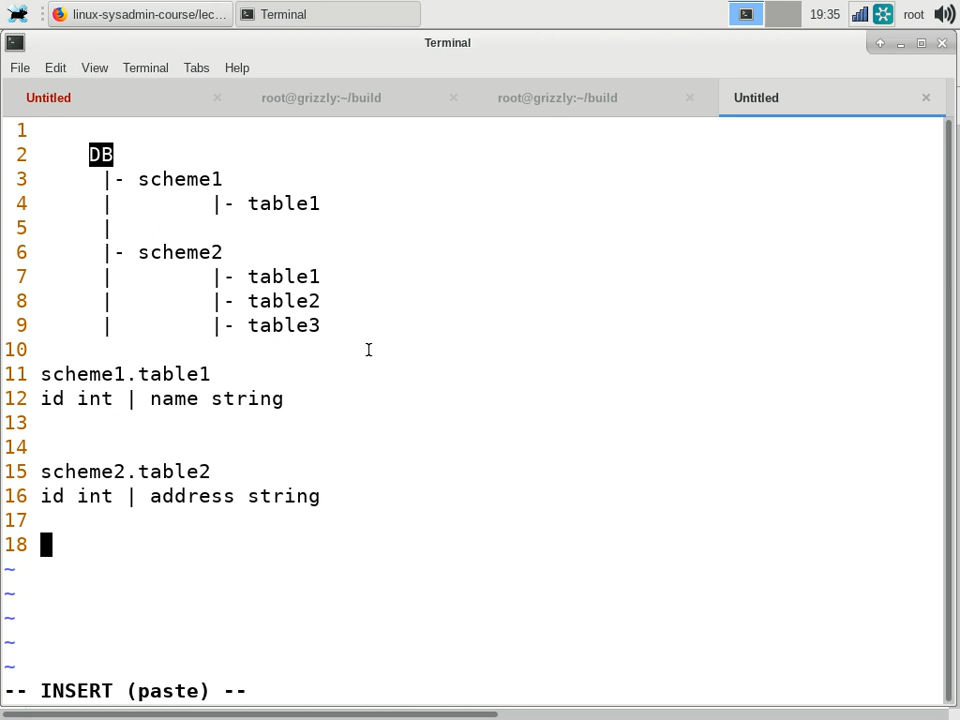 linux-sysadmin-course/lec...
Terminal
19:35
root
Terminal
File Edit View Terminal Tabs Help
Untitled
root@grizzly:~/build
root@grizzly:~/build
Untitled
1
2 DB
3 |- scheme1
4 | |- table1
5 |
6 |- scheme2
7 | |- table1
8 | |- table2
9 | |- table3
10
11 scheme1.table1
12 id int | name string
13
14
15 scheme2.table2
16 id int | address string
17
18
~
~
~
~
~
-- INSERT (paste) --